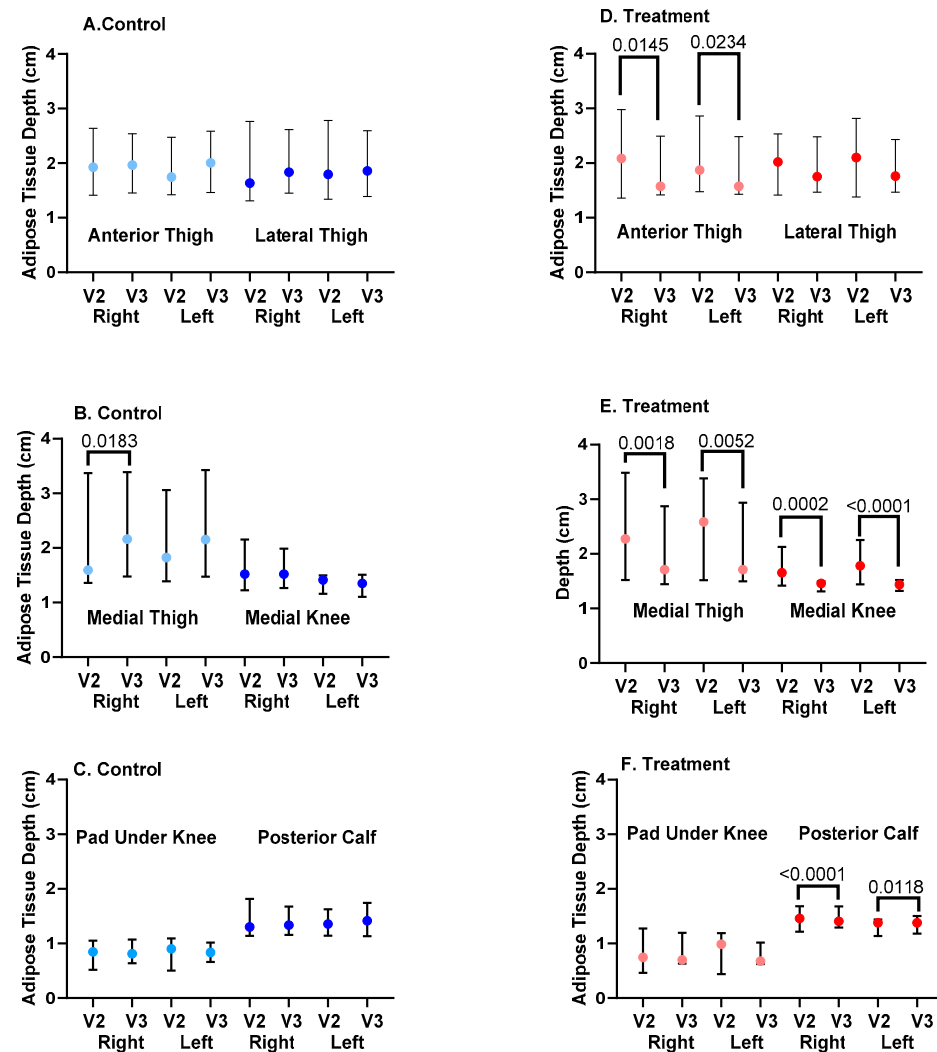 A.Control
Adipose Tissue Depth (cm)
4
3
2
1
0
Anterior Thigh Lateral Thigh
V2 V3 V2 V3 V2 V3 V2 V3
Right Left Right Left
D. Treatment
Adipose Tissue Depth (cm)
4
3
2
1
0
0.0145 0.0234
Anterior Thigh Lateral Thigh
V2 V3 V2 V3 V2 V3 V2 V3
Right Left Right Left
B. Control
Adipose Tissue Depth (cm)
4
3
2
1
0
0.0183
Medial Thigh Medial Knee
V2 V3 V2 V3 V2 V3 V2 V3
Right Left Right Left
E. Treatment
Depth (cm)
4
3
2
1
0
0.0018 0.0052
0.0002 <0.0001
Medial Thigh Medial Knee
V2 V3 V2 V3 V2 V3 V2 V3
Right Left Right Left
C. Control
Adipose Tissue Depth (cm)
4
3
2
1
0
Pad Under Knee Posterior Calf
V2 V3 V2 V3 V2 V3 V2 V3
Right Left Right Left
F. Treatment
Adipose Tissue Depth (cm)
4
3
2
1
0
Pad Under Knee Posterior Calf
<0.0001 0.0118
V2 V3 V2 V3 V2 V3 V2 V3
Right Left Right Left